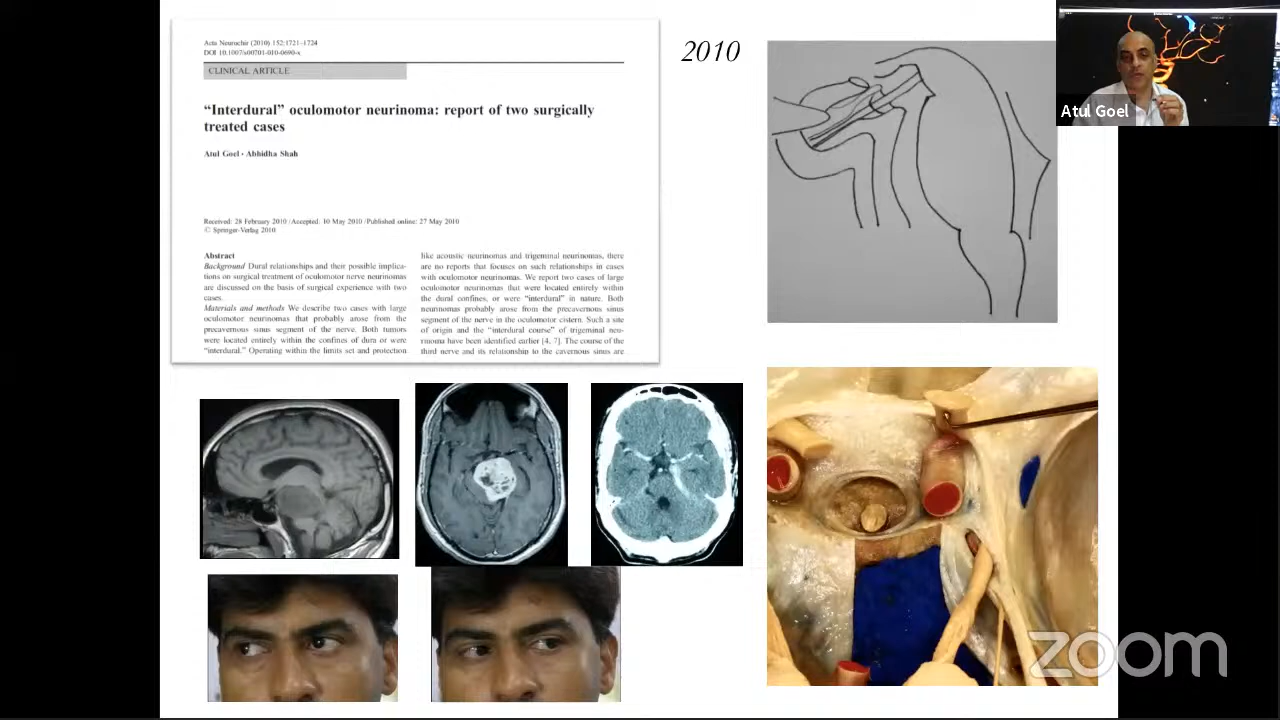 Acta Neurochir (2010) 152:1721–1724
DOI 10.1007/s00701-010-0690-x
CLINICAL ARTICLE
“Interdural” oculomotor neurinoma: report of two surgically
treated cases
Atul Goel · Abhidha Shah
Received: 28 February 2010 /Accepted: 10 May 2010 /Published online: 27 May 2010
© Springer-Verlag 2010
Abstract
Background Dural relationships and their possible implica-
tions on surgical treatment of oculomotor nerve neurinomas
are discussed on the basis of surgical experience with two
cases.
Materials and methods We describe two cases with large
oculomotor neurinomas that probably arose from the
precavernous sinus segment of the nerve. Both tumors
were located entirely within the confines of dura or were
“interdural.” Operating within the limits set and protection
like acoustic neurinomas and trigeminal neurinomas, there
are no reports that focuses on such relationships in cases
with oculomotor neurinomas. We report two cases of large
oculomotor neurinomas that were located entirely within
the dural confines, or were “interdural” in nature. Both
neurinomas probably arose from the precavernous sinus
segment of the nerve in the oculomotor cistern. Such a site
of origin and the “interdural course” of trigeminal neu-
rinoma have been identified earlier [4, 7]. The course of the
third nerve and its relationship to the cavernous sinus are
2010
Atul Goel
zoom